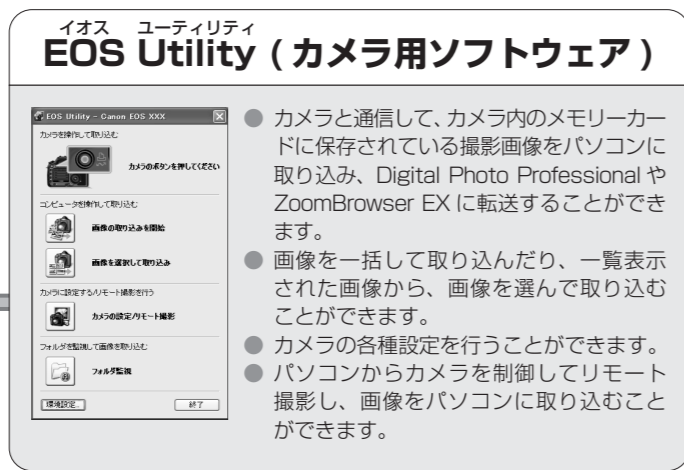 イオス ユーティリティ
EOS Utility ( カメラ用ソフトウェア )
EOS Utility - Canon EOS XXX
カメラを操作して取り込む
カメラのボタンを押してください
コンピュータを操作して取り込む
画像の取り込みを開始
画像を選択して取り込み
カメラに設定する/リモート撮影を行う
カメラの設定/リモート撮影
フォルダを監視して画像を取り込む
フォルダ監視
環境設定...
終了
● カメラと通信して、カメラ内のメモリーカー
ドに保存されている撮影画像をパソコンに
取り込み、Digital Photo Professional や
ZoomBrowser EX に転送することができ
ます。
● 画像を一括して取り込んだり、一覧表示
された画像から、画像を選んで取り込む
ことができます。
● カメラの各種設定を行うことができます。
● パソコンからカメラを制御してリモート
撮影し、画像をパソコンに取り込むこと
ができます。